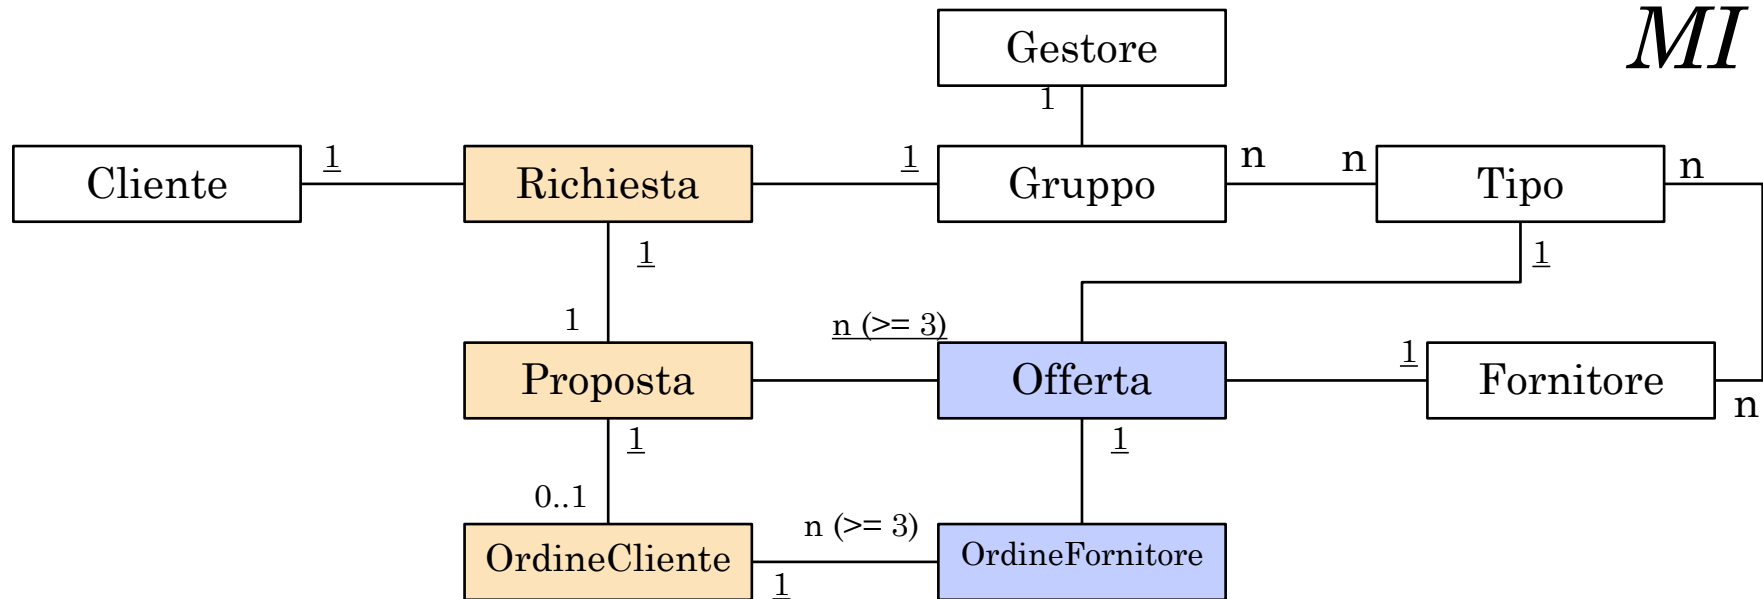 MI
Gestore
1
Cliente
1
Richiesta
1
Gruppo
n
n
Tipo
n
1
1
1
n (>= 3)
1
Proposta
Offerta
Fornitore
n
1
1
0..1
n (>= 3)
OrdineCliente
OrdineFornitore
1